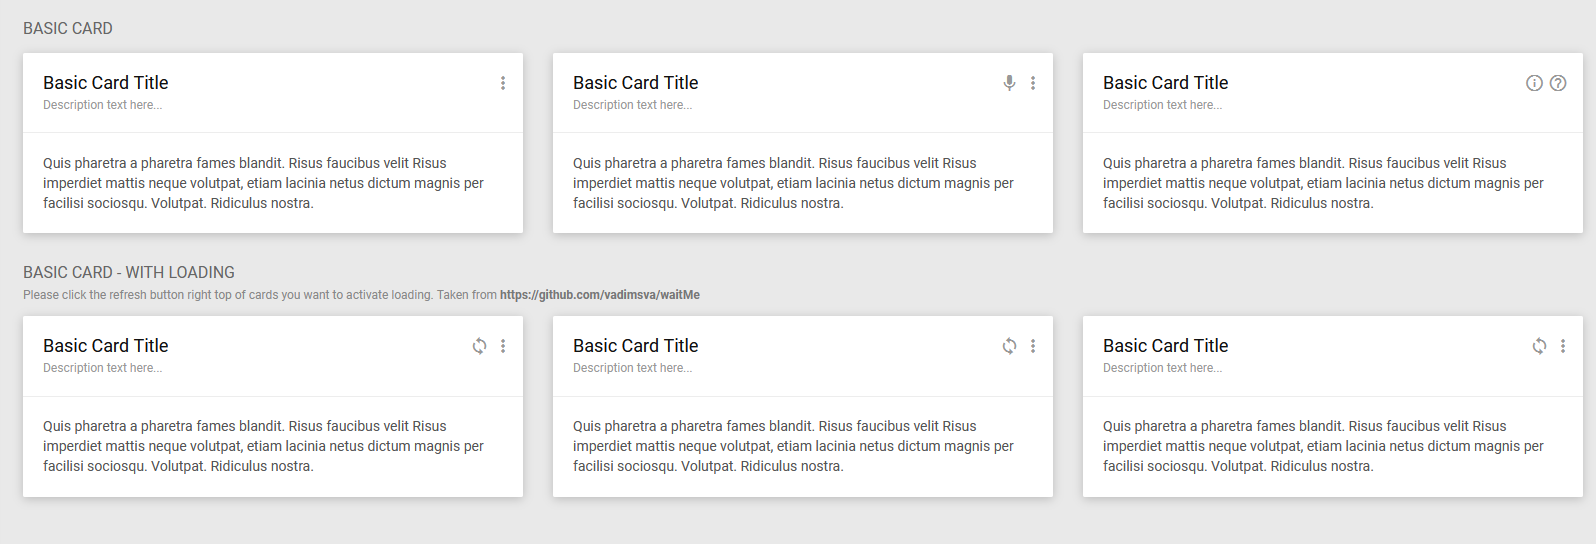 BASIC CARD
Basic Card Title
Description text here...
Quis pharetra a pharetra fames blandit. Risus faucibus velit Risus
imperdiet mattis neque volutpat, etiam lacinia netus dictum magnis per
facilisi sociosqu. Volutpat. Ridiculus nostra.
Basic Card Title
Description text here...
Quis pharetra a pharetra fames blandit. Risus faucibus velit Risus
imperdiet mattis neque volutpat, etiam lacinia netus dictum magnis per
facilisi sociosqu. Volutpat. Ridiculus nostra.
Basic Card Title
Description text here...
Quis pharetra a pharetra fames blandit. Risus faucibus velit Risus
imperdiet mattis neque volutpat, etiam lacinia netus dictum magnis per
facilisi sociosqu. Volutpat. Ridiculus nostra.
BASIC CARD - WITH LOADING
Please click the refresh button right top of cards you want to activate loading. Taken from https://github.com/vadimsva/waitMe
Basic Card Title
Description text here...
Quis pharetra a pharetra fames blandit. Risus faucibus velit Risus
imperdiet mattis neque volutpat, etiam lacinia netus dictum magnis per
facilisi sociosqu. Volutpat. Ridiculus nostra.
Basic Card Title
Description text here...
Quis pharetra a pharetra fames blandit. Risus faucibus velit Risus
imperdiet mattis neque volutpat, etiam lacinia netus dictum magnis per
facilisi sociosqu. Volutpat. Ridiculus nostra.
Basic Card Title
Description text here...
Quis pharetra a pharetra fames blandit. Risus faucibus velit Risus
imperdiet mattis neque volutpat, etiam lacinia netus dictum magnis per
facilisi sociosqu. Volutpat. Ridiculus nostra.